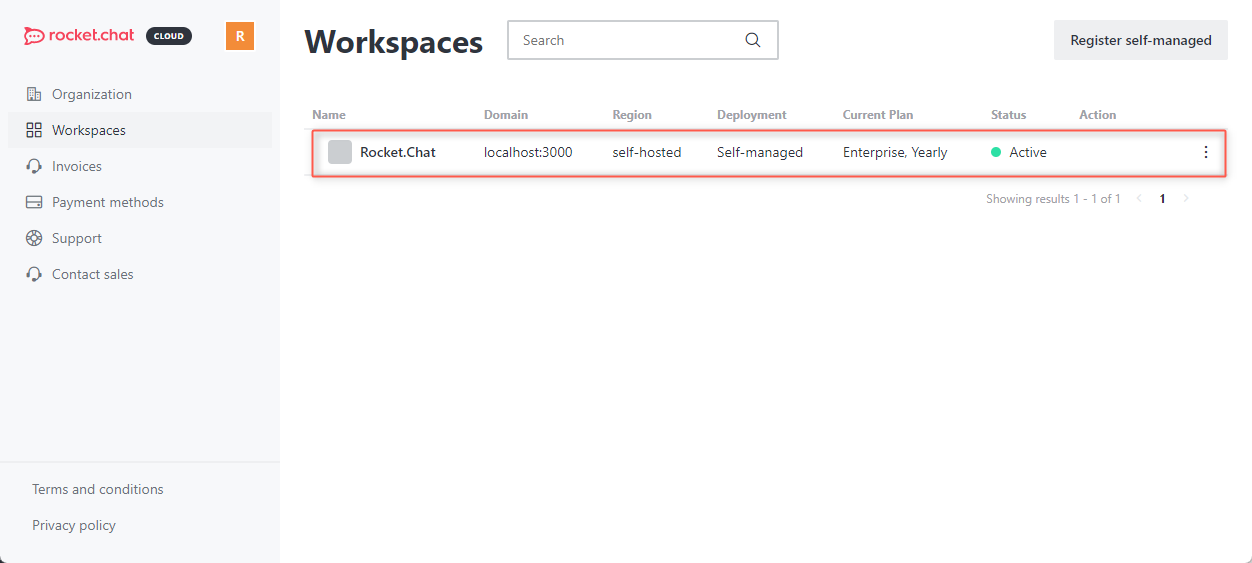 rocket.chat CLOUD R
Organization
Workspaces
Invoices
Payment methods
Support
Contact sales
Terms and conditions
Privacy policy
Workspaces Search Register self-managed
Name Domain Region Deployment Current Plan Status Action
Rocket.Chat localhost:3000 self-hosted Self-managed Enterprise, Yearly Active
Showing results 1 - 1 of 1 < 1 >